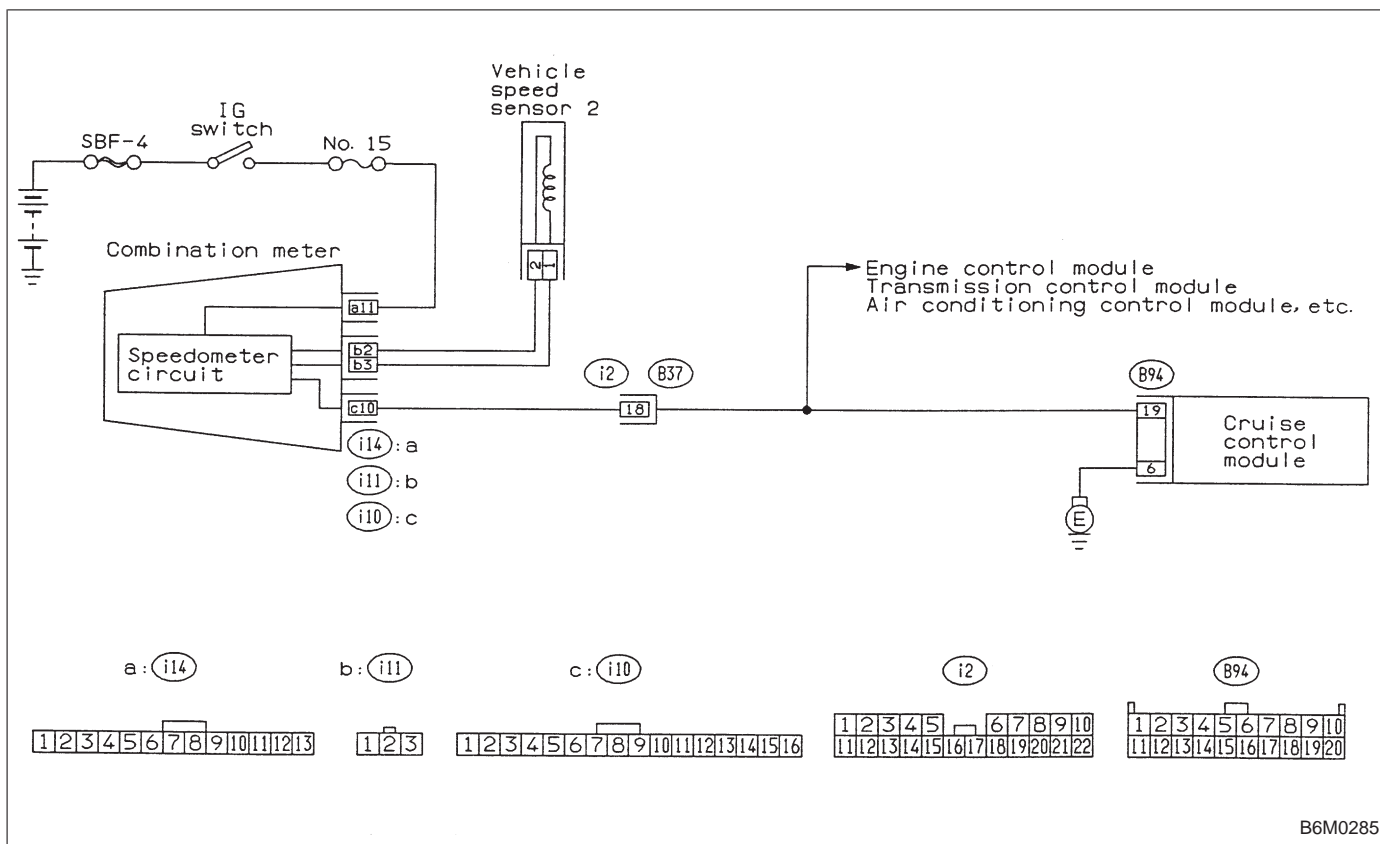 Vehicle
speed
sensor 2
IG
switch
SBF-4
No. 15
2
1
Combination meter
Engine control module
Transmission control module
Air conditioning control module, etc.
a11
Speedometer
circuit
b2
b3
i2
B37
B94
c10
18
19
Cruise
control
module
6
i14 : a
i11 : b
i10 : c
E
a : i14
b : i11
c : i10
i2
B94
1 2 3 4 5 6 7 8 9 10 11 12 13
1 2 3
1 2 3 4 5 6 7 8 9 10 11 12 13 14 15 16
1 2 3 4 5 6 7 8 9 10
11 12 13 14 15 16 17 18 19 20 21 22
1 2 3 4 5 6 7 8 9 10
11 12 13 14 15 16 17 18 19 20
B6M0285